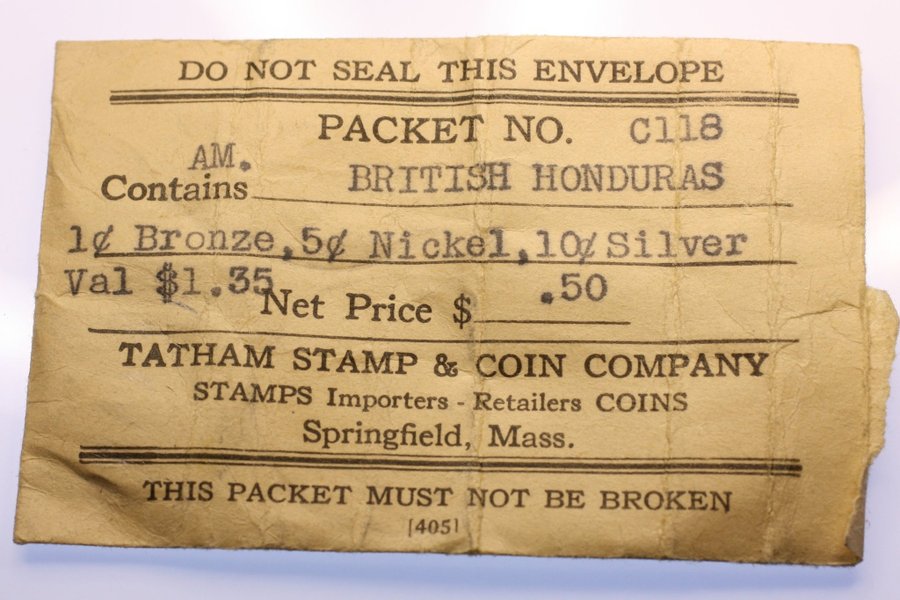 DO NOT SEAL THIS ENVELOPE
PACKET NO. C118
AM.
Contains BRITISH HONDURAS
1¢ Bronze,5¢ Nickel,10¢ Silver
Val $1.35
Net Price $ .50
TATHAM STAMP & COIN COMPANY
STAMPS Importers - Retailers COINS
Springfield, Mass.
THIS PACKET MUST NOT BE BROKEN
[405]